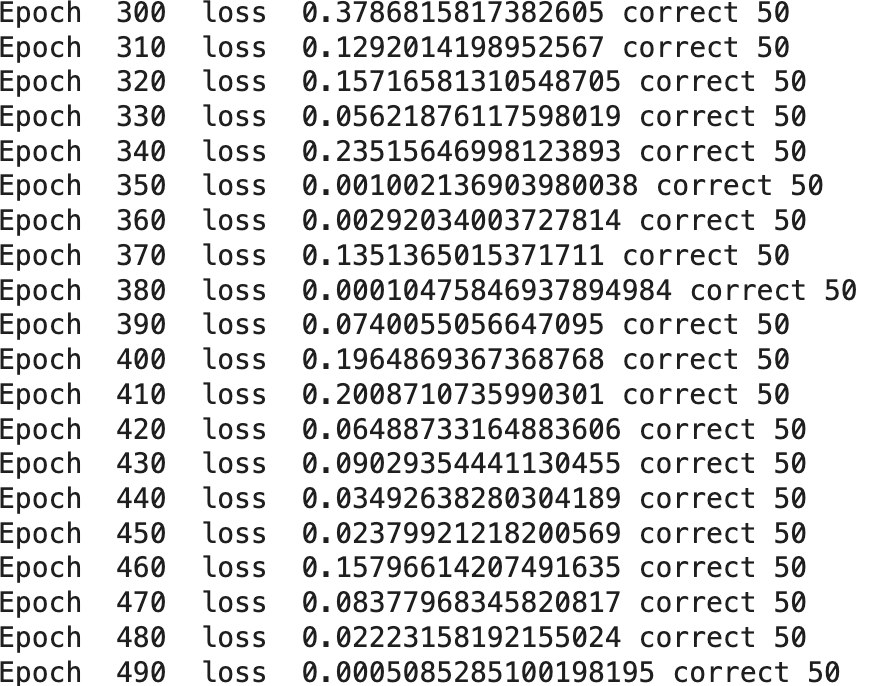 Epoch  300  loss  0.3786815817382605 correct 50
Epoch  310  loss  0.1292014198952567 correct 50
Epoch  320  loss  0.15716581310548705 correct 50
Epoch  330  loss  0.05621876117598019 correct 50
Epoch  340  loss  0.23515646998123893 correct 50
Epoch  350  loss  0.001002136903980038 correct 50
Epoch  360  loss  0.00292034003727814 correct 50
Epoch  370  loss  0.1351365015371711 correct 50
Epoch  380  loss  0.00010475846937894984 correct 50
Epoch  390  loss  0.0740055056647095 correct 50
Epoch  400  loss  0.1964869367368768 correct 50
Epoch  410  loss  0.2008710735990301 correct 50
Epoch  420  loss  0.06488733164883606 correct 50
Epoch  430  loss  0.09029354441130455 correct 50
Epoch  440  loss  0.03492638280304189 correct 50
Epoch  450  loss  0.02379921218200569 correct 50
Epoch  460  loss  0.15796614207491635 correct 50
Epoch  470  loss  0.08377968345820817 correct 50
Epoch  480  loss  0.02223158192155024 correct 50
Epoch  490  loss  0.0005085285100198195 correct 50